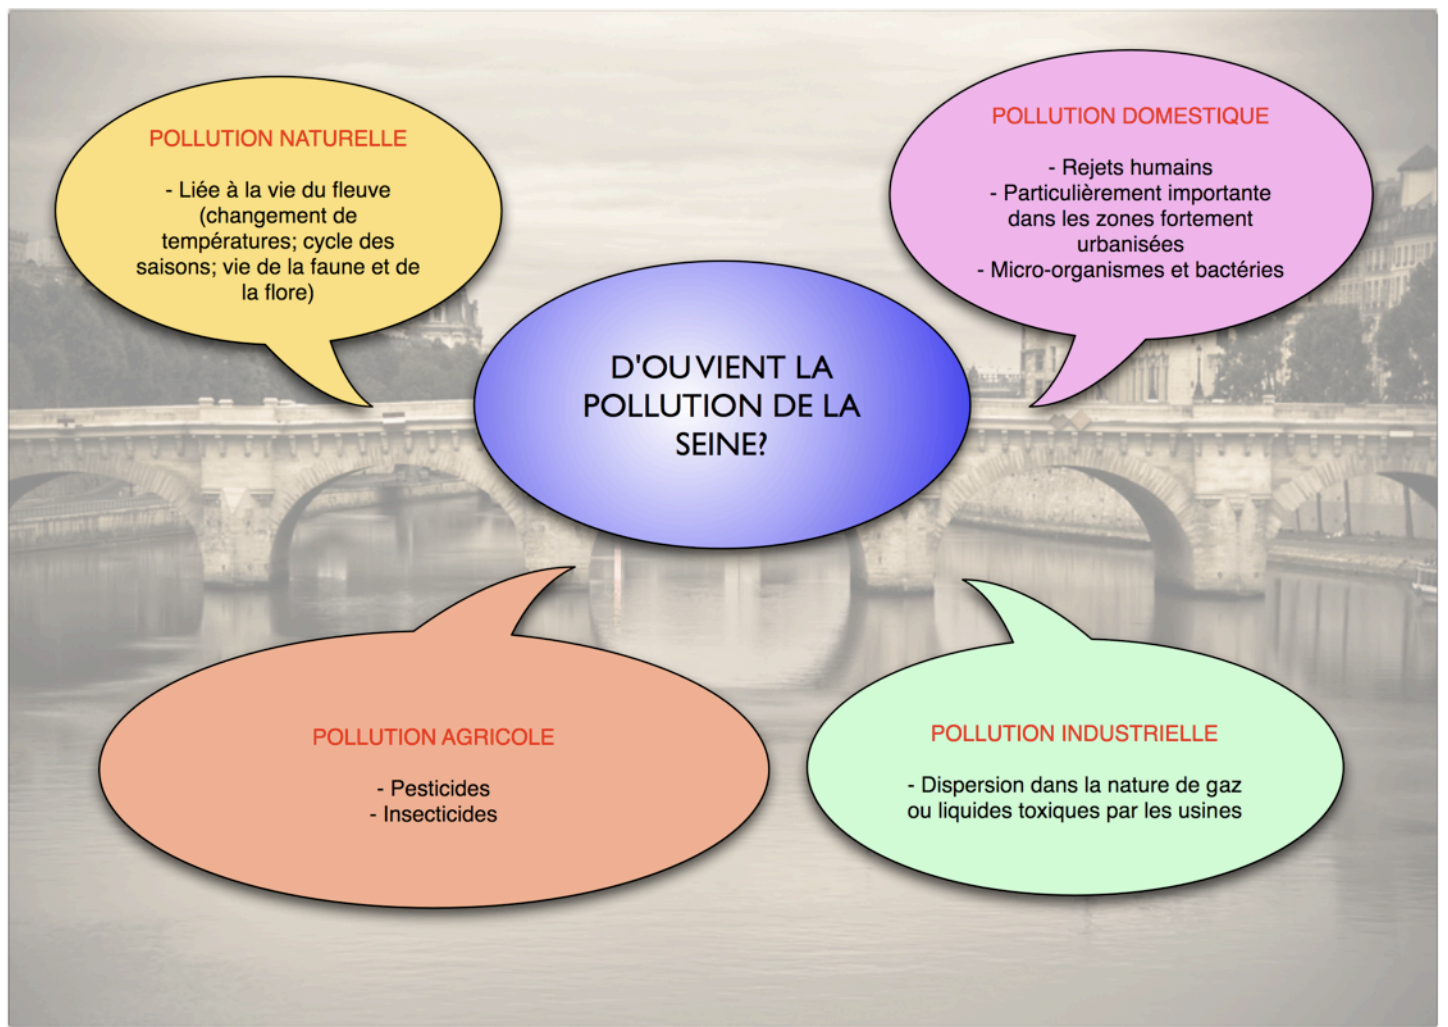 POLLUTION NATURELLE
- Liée à la vie du fleuve
(changement de
températures; cycle des
saisons; vie de la faune et de
la flore)
POLLUTION DOMESTIQUE
- Rejets humains
- Particulièrement importante
dans les zones fortement
urbanisées
- Micro-organismes et bactéries
D'OU VIENT LA
POLLUTION DE LA
SEINE?
POLLUTION AGRICOLE
- Pesticides
- Insecticides
POLLUTION INDUSTRIELLE
- Dispersion dans la nature de gaz
ou liquides toxiques par les usines